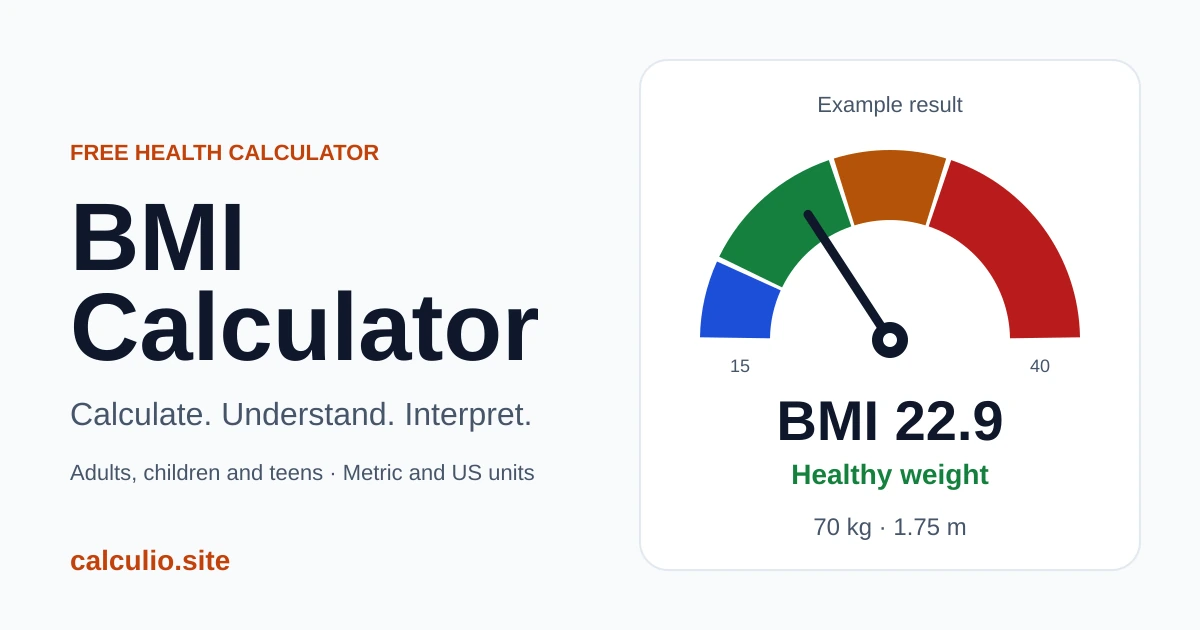 FREE HEALTH CALCULATOR
BMI
Calculator
Calculate. Understand. Interpret.
Adults, children and teens · Metric and US units
calculio.site
Example result
15
40
BMI 22.9
Healthy weight
70 kg · 1.75 m